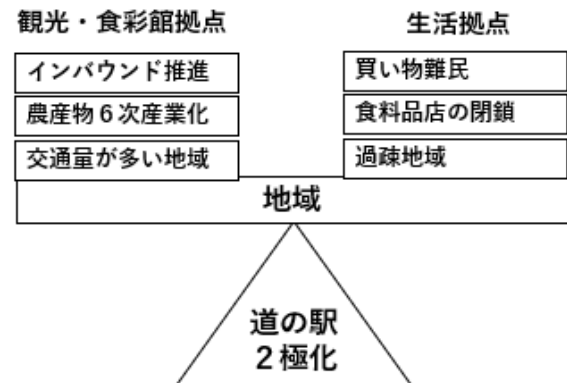 観光・食彩館拠点
インバウンド推進
農産物６次産業化
交通量が多い地域
生活拠点
買い物難民
食料品店の閉鎖
過疎地域
地域
道の駅
２極化